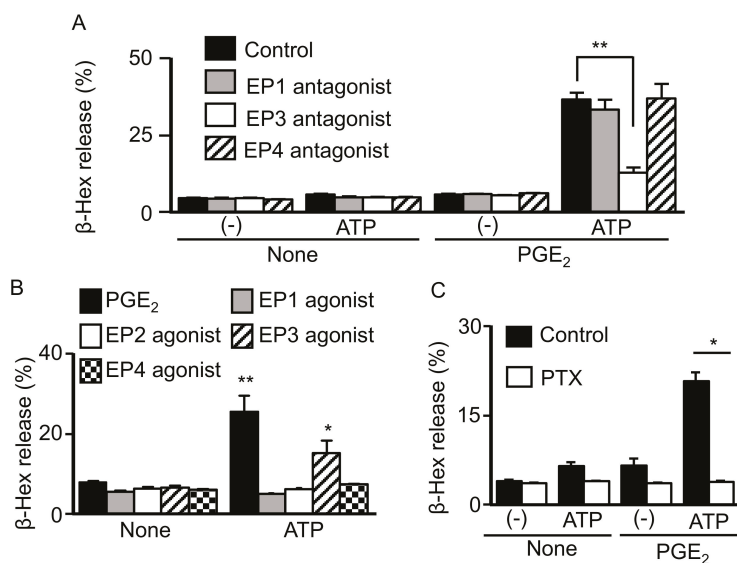 A
β-Hex release (%)
50
25
0
Control
EP1 antagonist
EP3 antagonist
EP4 antagonist
**
(-) ATP (-) ATP
None PGE₂
B
β-Hex release (%)
40
20
0
PGE₂ EP1 agonist
EP2 agonist EP3 agonist
EP4 agonist
**
*
None ATP
C
β-Hex release (%)
30
15
0
Control
PTX
*
(-) ATP (-) ATP
None PGE₂